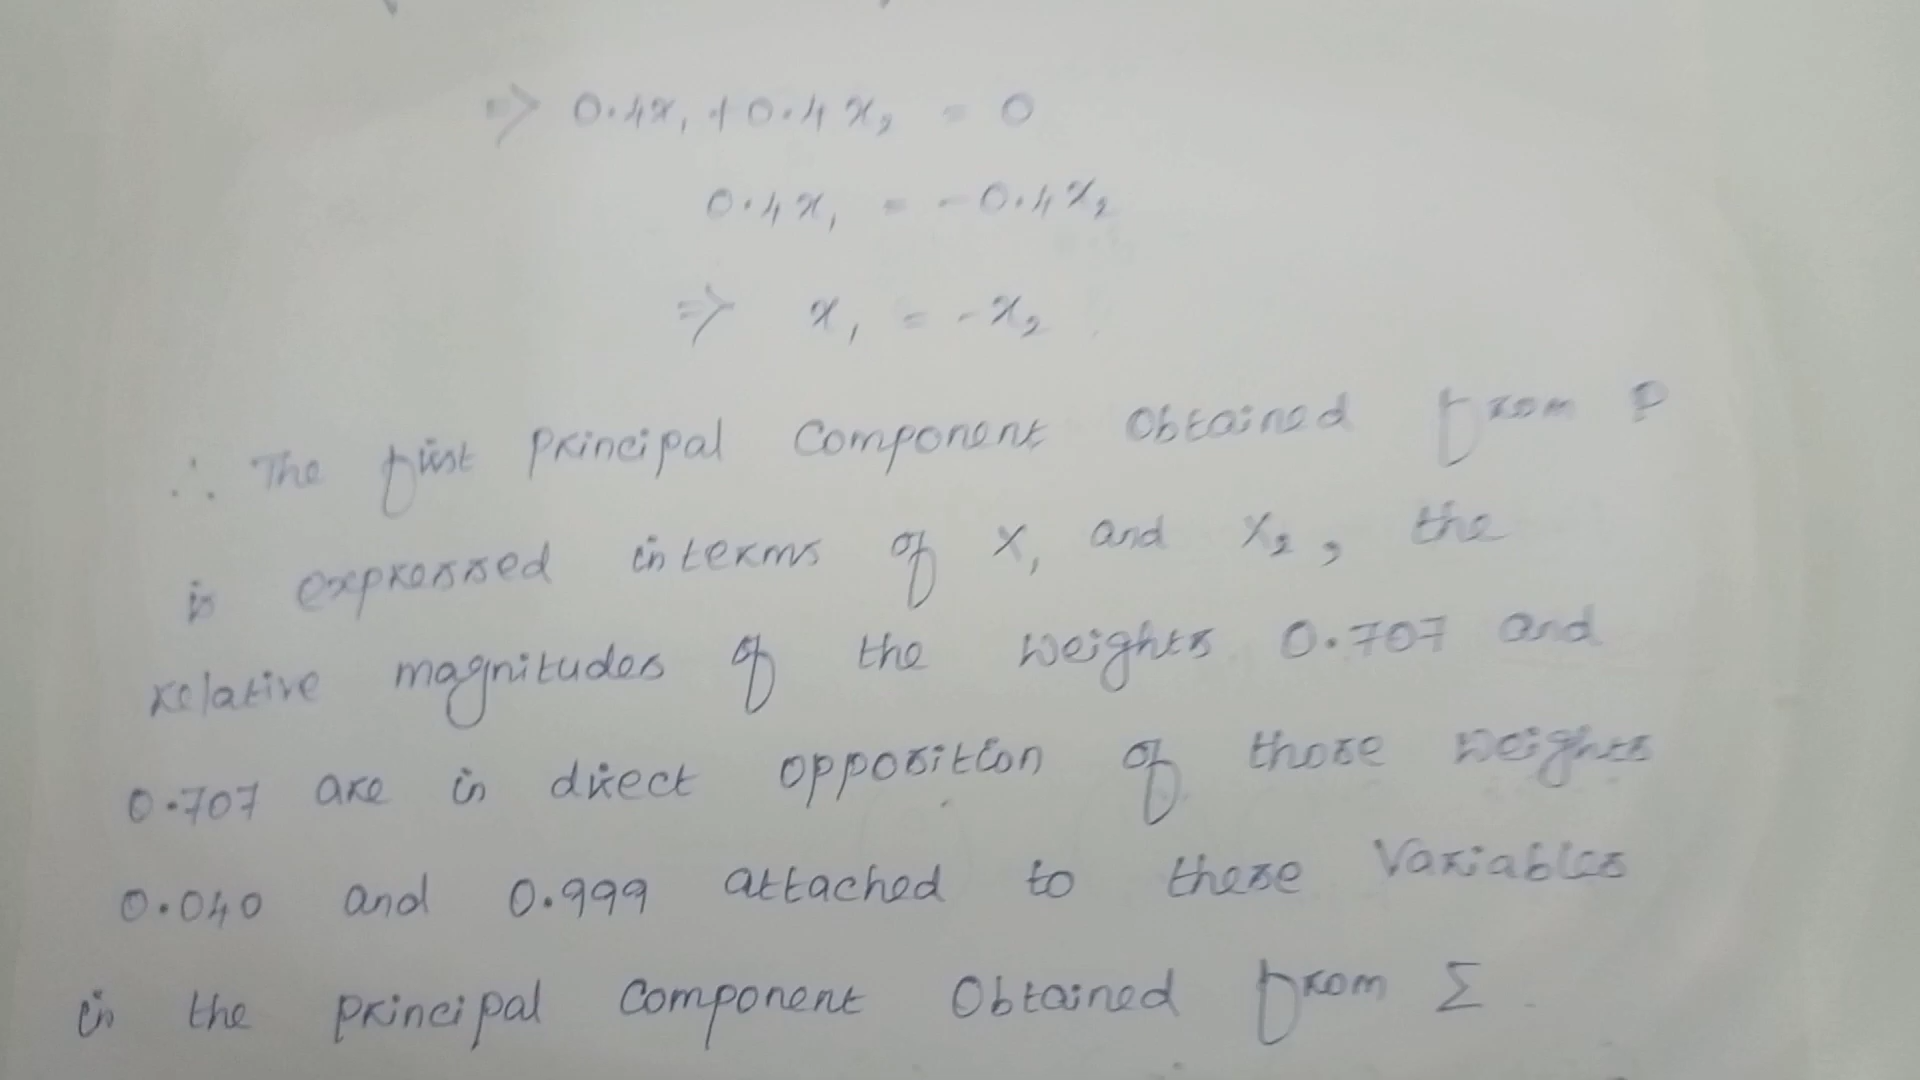 ⇒ 0.4x₁ + 0.4x₂ = 0
0.4x₁ = -0.4x₂
⇒ x₁ = -x₂
∴ The first principal component obtained from P
is expressed in terms of X₁ and X₂, the
relative magnitudes of the weights 0.707 and
0.707 are in direct opposition of those weights
0.040 and 0.999 attached to these variables
in the principal component obtained from Σ.